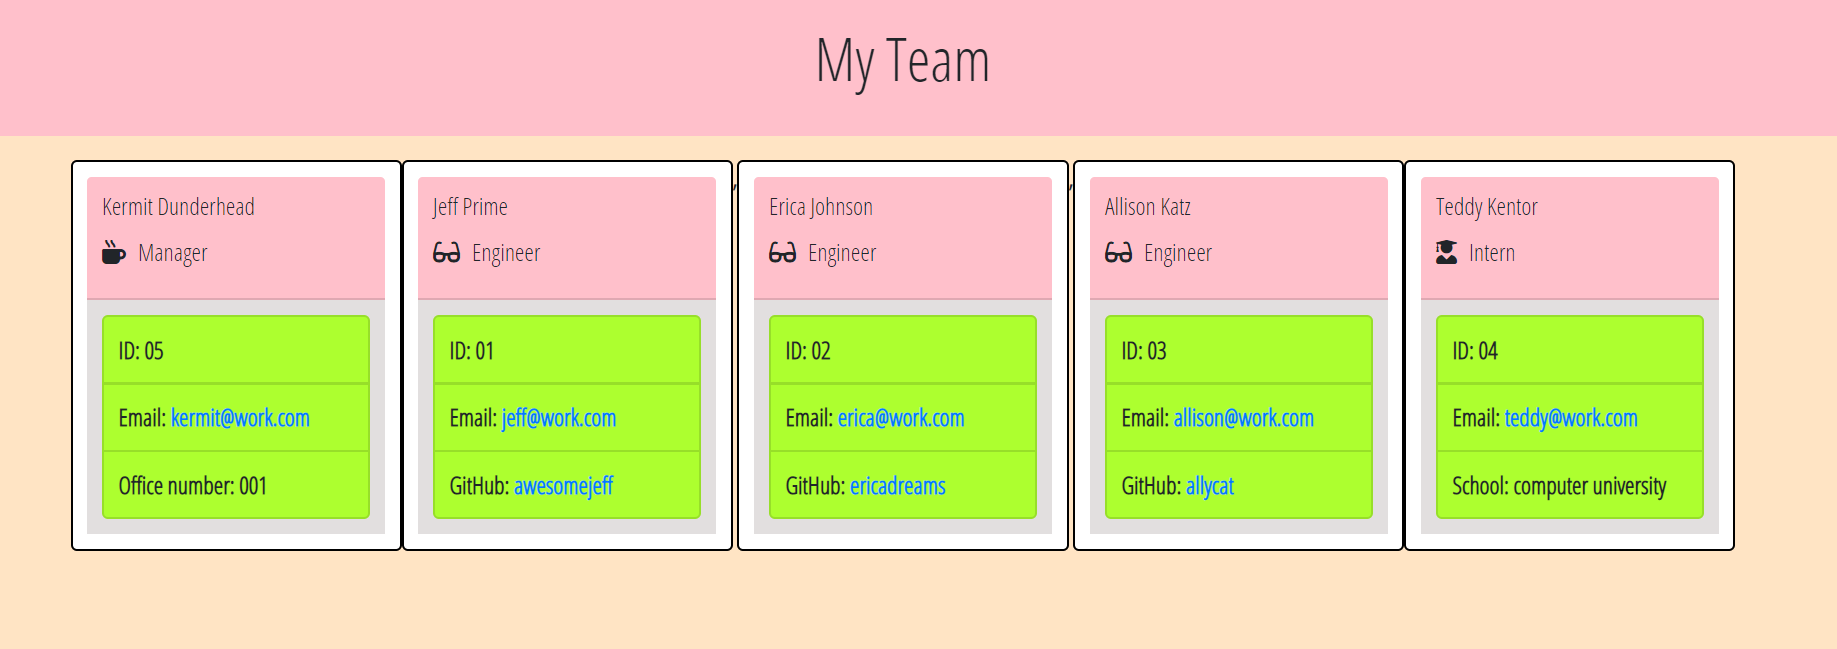 My Team
Kermit Dunderhead
Manager
ID: 05
Email: kermit@work.com
Office number: 001
Jeff Prime
Engineer
ID: 01
Email: jeff@work.com
GitHub: awesomejeff
,
Erica Johnson
Engineer
ID: 02
Email: erica@work.com
GitHub: ericadreams
,
Allison Katz
Engineer
ID: 03
Email: allison@work.com
GitHub: allycat
Teddy Kentor
Intern
ID: 04
Email: teddy@work.com
School: computer university